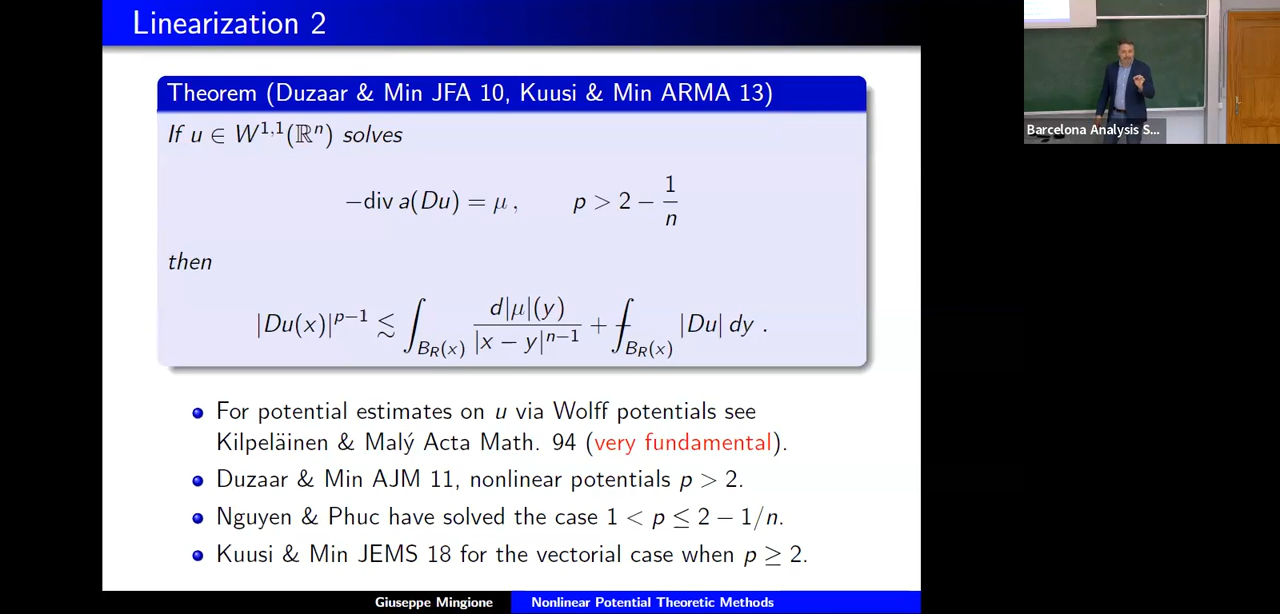 Linearization 2
Theorem (Duzaar & Min JFA 10, Kuusi & Min ARMA 13)
If u ∈ W^{1,1}(ℝⁿ) solves
−div a(Du) = μ , p > 2 − 1/n
then
|Du(x)|^{p−1} ≲ ∫_{B_R(x)} d|μ|(y)/|x − y|^{n−1} + ⨍_{B_R(x)} |Du| dy .
For potential estimates on u via Wolff potentials see
Kilpeläinen & Malý Acta Math. 94 (very fundamental).
Duzaar & Min AJM 11, nonlinear potentials p > 2.
Nguyen & Phuc have solved the case 1 < p ≤ 2 − 1/n.
Kuusi & Min JEMS 18 for the vectorial case when p ≥ 2.
Giuseppe Mingione Nonlinear Potential Theoretic Methods
Barcelona Analysis S...